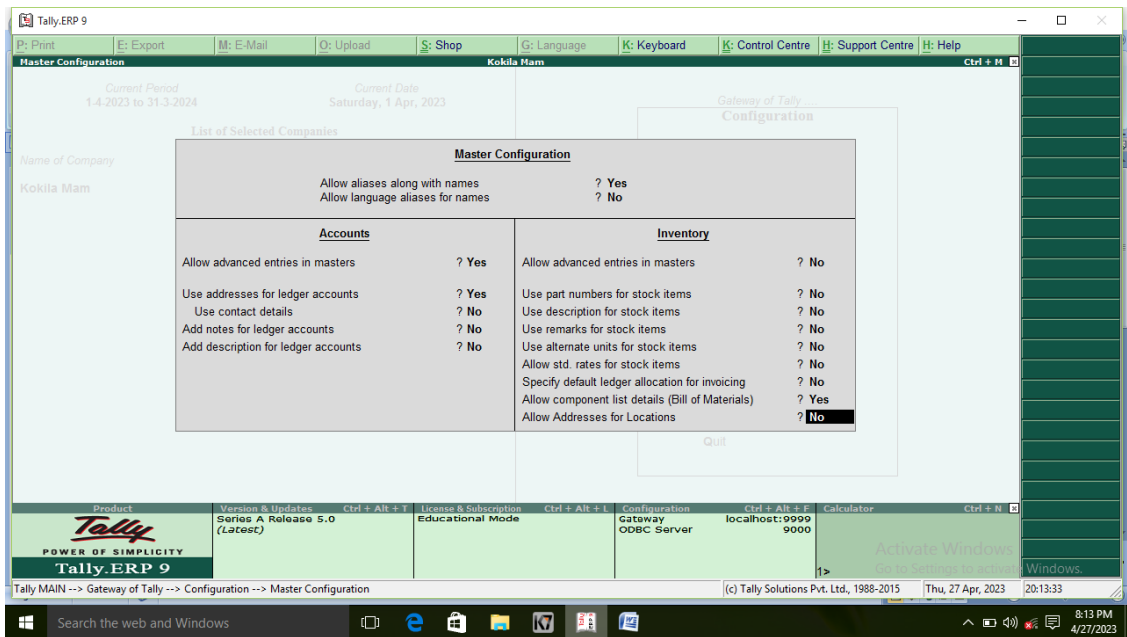 Tally.ERP 9
P: Print E: Export M: E-Mail O: Upload S: Shop G: Language K: Keyboard K: Control Centre H: Support Centre H: Help
Master Configuration Kokila Mam Ctrl + M
Current Period Current Date
1-4-2023 to 31-3-2024 Saturday, 1 Apr, 2023 Gateway of Tally ...
Configuration
List of Selected Companies
Name of Company
Kokila Mam
Master Configuration
Allow aliases along with names ? Yes
Allow language aliases for names ? No
Accounts Inventory
Allow advanced entries in masters ? Yes Allow advanced entries in masters ? No
Use addresses for ledger accounts ? Yes Use part numbers for stock items ? No
Use contact details ? No Use description for stock items ? No
Add notes for ledger accounts ? No Use remarks for stock items ? No
Add description for ledger accounts ? No Use alternate units for stock items ? No
Allow std. rates for stock items ? No
Specify default ledger allocation for invoicing ? No
Allow component list details (Bill of Materials) ? Yes
Allow Addresses for Locations ? No
Quit
Product Version & Updates Ctrl + Alt + T License & Subscription Ctrl + Alt + L Configuration Ctrl + Alt + F Calculator Ctrl + N
Series A Release 5.0 Educational Mode Gateway localhost:9999
(Latest) ODBC Server 9000
Tally
POWER OF SIMPLICITY
Tally.ERP 9
1>
Activate Windows
Go to Settings to activate Windows.
Tally MAIN --> Gateway of Tally --> Configuration --> Master Configuration (c) Tally Solutions Pvt. Ltd., 1988-2015 Thu, 27 Apr, 2023 20:13:33
Search the web and Windows 8:13 PM
4/27/2023